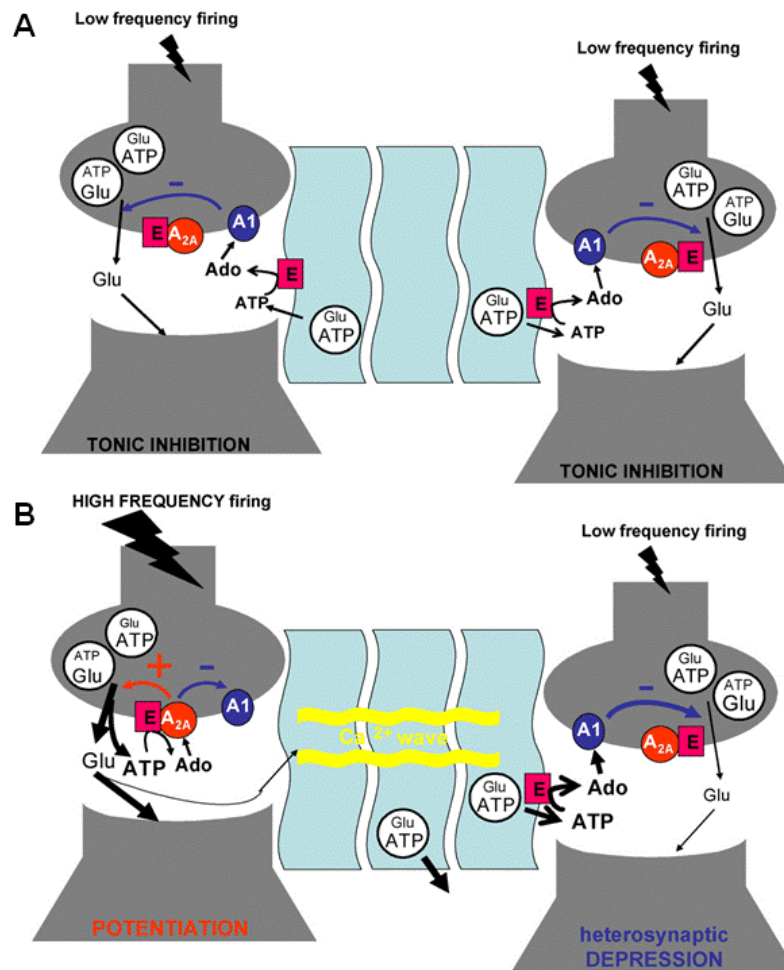 A
Low frequency firing
Low frequency firing
Glu
ATP
ATP
Glu
-
E
A2A
A1
Glu
Ado
E
ATP
Glu
ATP
TONIC INHIBITION
Glu
ATP
ATP
Glu
-
A1
A2A
E
Glu
ATP
E
Ado
ATP
Glu
TONIC INHIBITION
B
HIGH FREQUENCY firing
Low frequency firing
Glu
ATP
ATP
Glu
+
-
E
A2A
A1
Glu
ATP
Ado
POTENTIATION
Ca 2+ wave
Glu
ATP
Glu
ATP
E
Ado
ATP
Glu
ATP
ATP
Glu
-
A1
A2A
E
Glu
heterosynaptic
DEPRESSION